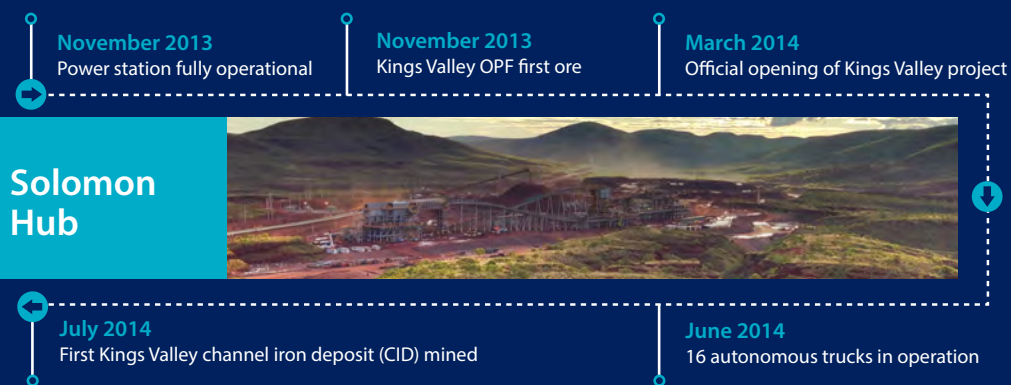 November 2013
Power station fully operational
November 2013
Kings Valley OPF first ore
March 2014
Official opening of Kings Valley project
Solomon
Hub
July 2014
First Kings Valley channel iron deposit (CID) mined
June 2014
16 autonomous trucks in operation